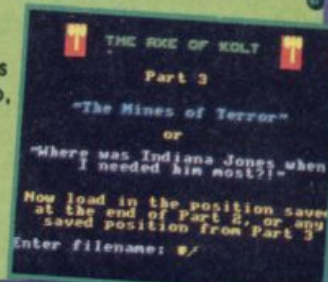 THE AXE OF KOLT
Part 3
"The Mines of Terror"
or
"Where was Indiana Jones when
I needed him most?!"
Now load in the position saved
at the end of Part 2, or any
saved position from Part 3
Enter filename: